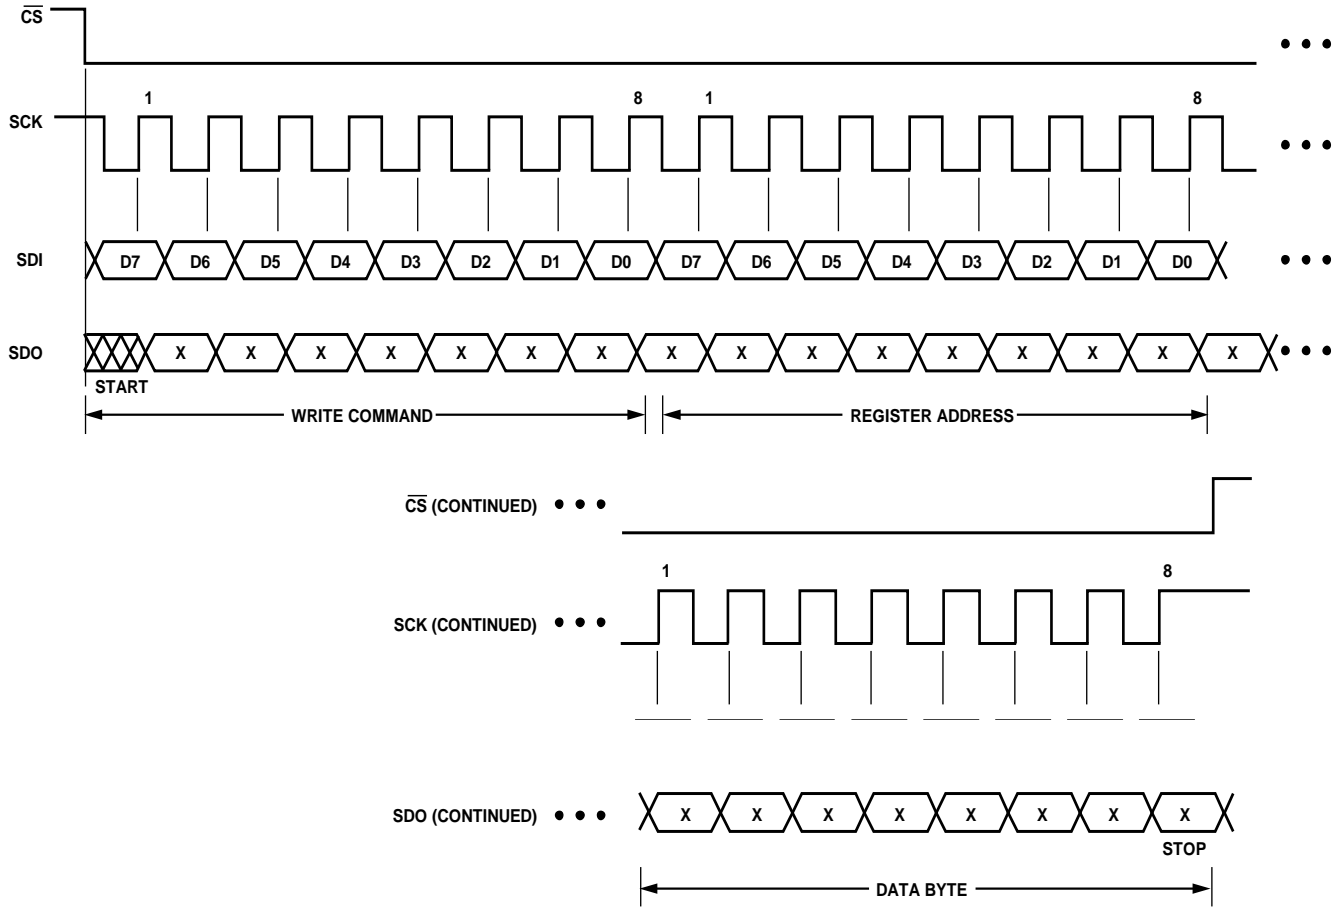 CS
1 8 1 8
SCK
SDI D7 D6 D5 D4 D3 D2 D1 D0 D7 D6 D5 D4 D3 D2 D1 D0
SDO X X X X X X X X X X X X X X X X
START
WRITE COMMAND REGISTER ADDRESS
CS (CONTINUED)
1 8
SCK (CONTINUED)
SDO (CONTINUED) X X X X X X X X
STOP
DATA BYTE